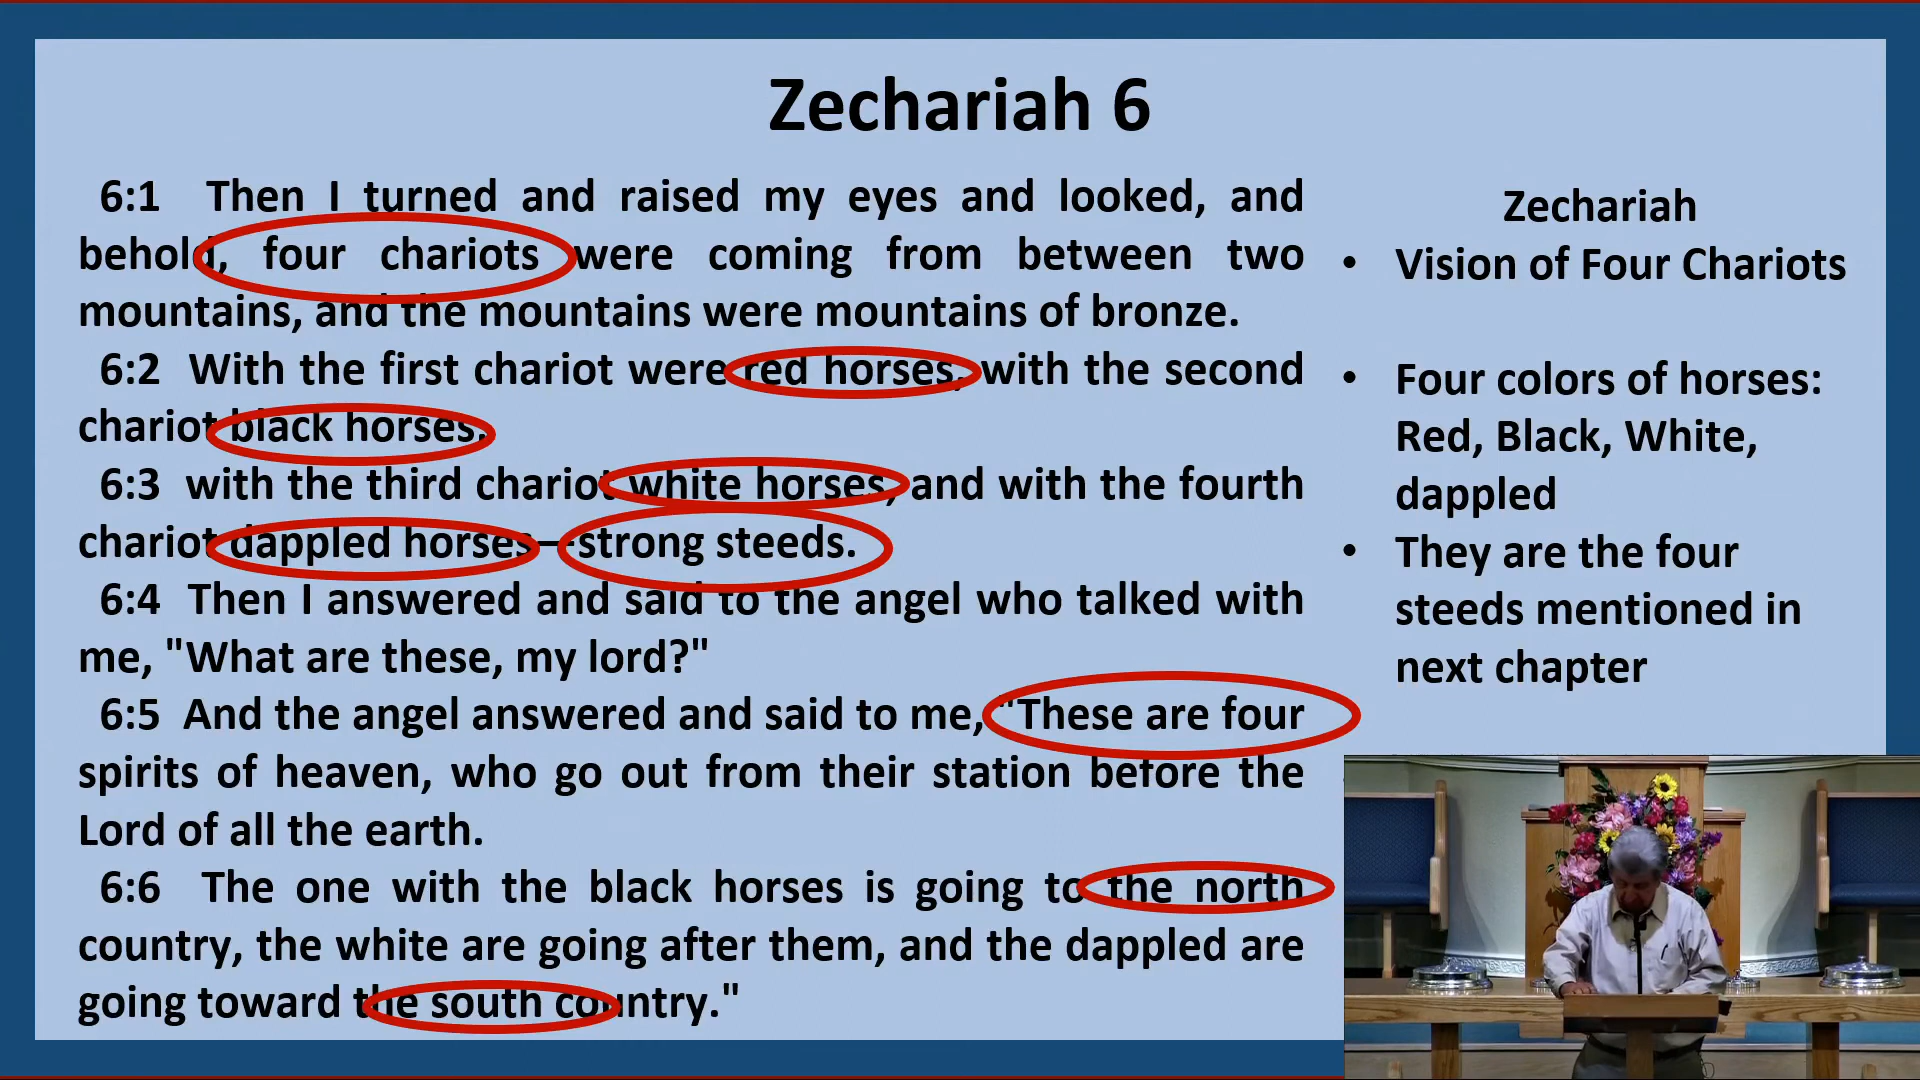 Zechariah 6
6:1 Then I turned and raised my eyes and looked, and
behold, four chariots were coming from between two
mountains, and the mountains were mountains of bronze.
6:2 With the first chariot were red horses, with the second
chariot black horses,
6:3 with the third chariot white horses, and with the fourth
chariot dappled horses—strong steeds.
6:4 Then I answered and said to the angel who talked with
me, "What are these, my lord?"
6:5 And the angel answered and said to me, "These are four
spirits of heaven, who go out from their station before the
Lord of all the earth.
6:6 The one with the black horses is going to the north
country, the white are going after them, and the dappled are
going toward the south country."
Zechariah
• Vision of Four Chariots
• Four colors of horses:
Red, Black, White,
dappled
• They are the four
steeds mentioned in
next chapter